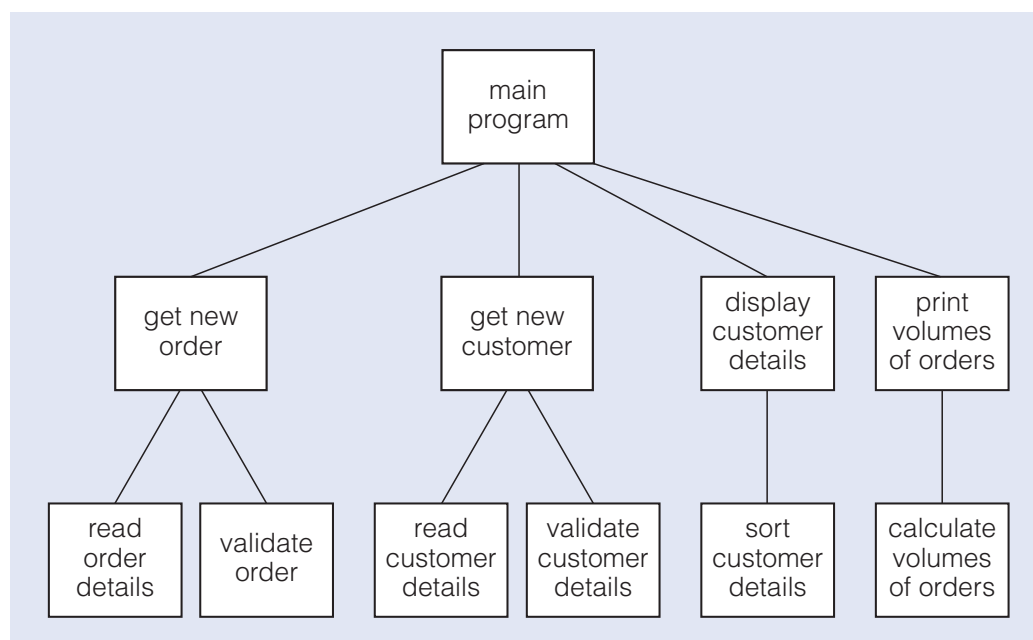 main
program
get new
order
get new
customer
display
customer
details
print
volumes
of orders
read
order
details
validate
order
read
customer
details
validate
customer
details
sort
customer
details
calculate
volumes
of orders